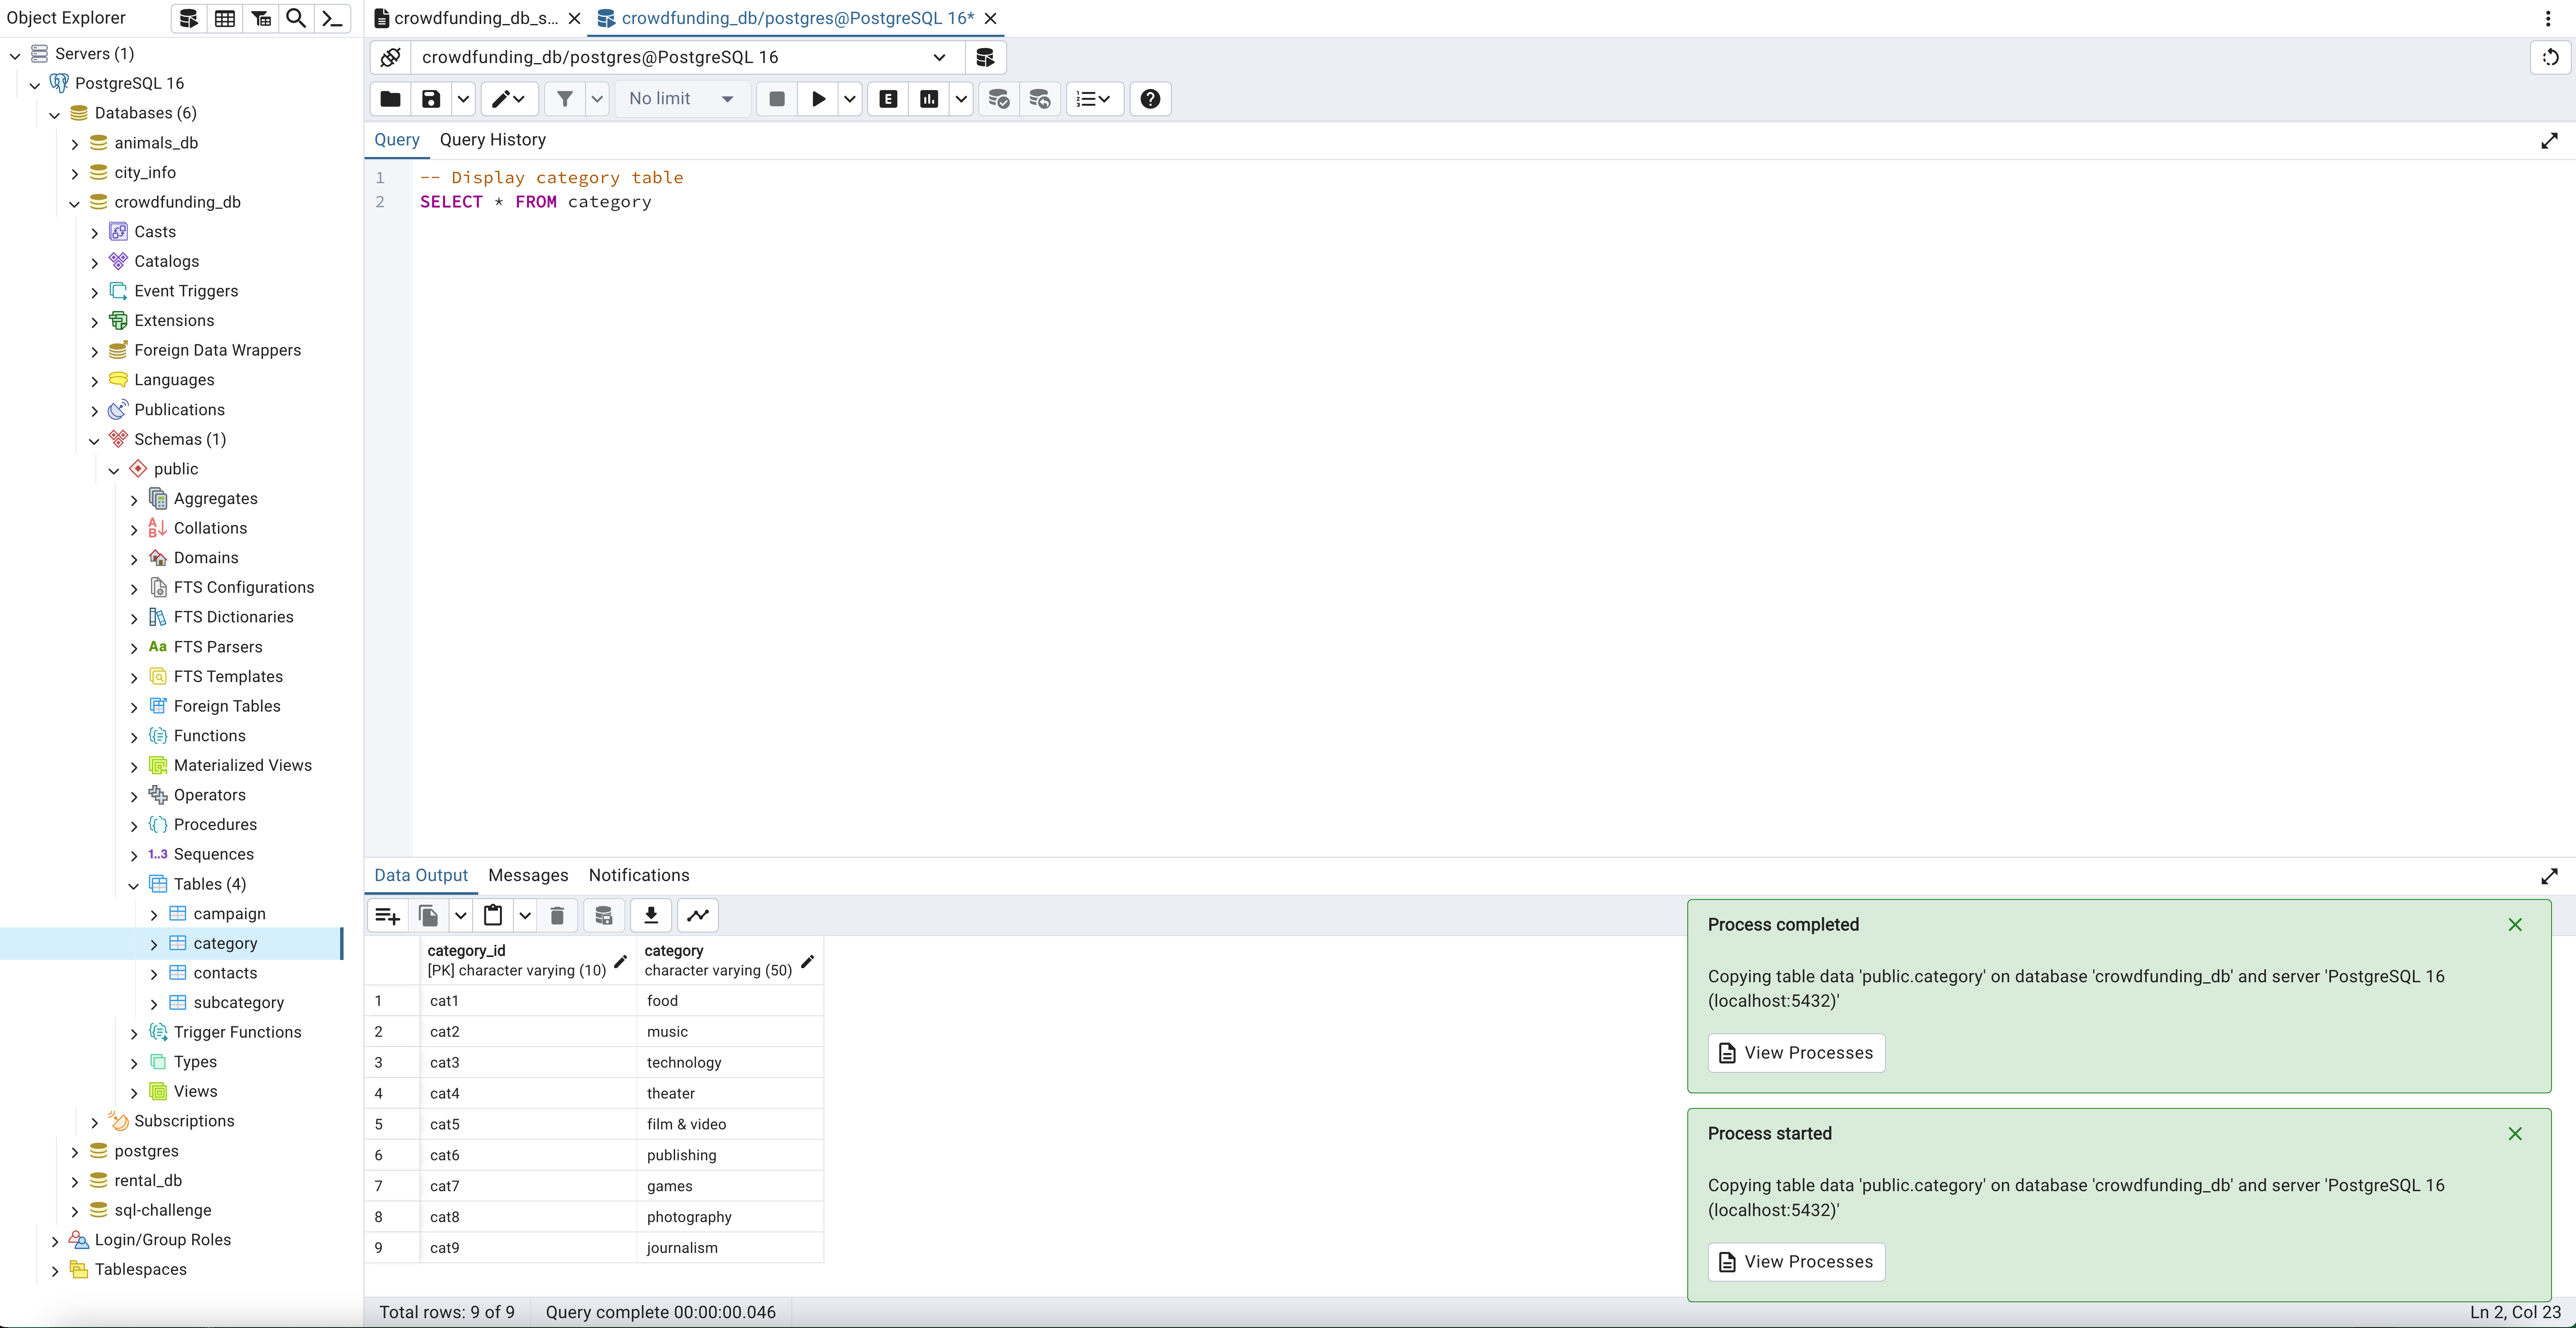 Object Explorer
Servers (1)
PostgreSQL 16
Databases (6)
animals_db
city_info
crowdfunding_db
Casts
Catalogs
Event Triggers
Extensions
Foreign Data Wrappers
Languages
Publications
Schemas (1)
public
Aggregates
Collations
Domains
FTS Configurations
FTS Dictionaries
Aa FTS Parsers
FTS Templates
Foreign Tables
Functions
Materialized Views
Operators
Procedures
1..3 Sequences
Tables (4)
campaign
category
contacts
subcategory
Trigger Functions
Types
Views
Subscriptions
postgres
rental_db
sql-challenge
Login/Group Roles
Tablespaces
crowdfunding_db_s...
crowdfunding_db/postgres@PostgreSQL 16*
crowdfunding_db/postgres@PostgreSQL 16
No limit
E
Query Query History
1 -- Display category table
2 SELECT * FROM category
Data Output Messages Notifications
category_id category
[PK] character varying (10) character varying (50)
1 cat1 food
2 cat2 music
3 cat3 technology
4 cat4 theater
5 cat5 film & video
6 cat6 publishing
7 cat7 games
8 cat8 photography
9 cat9 journalism
Process completed
Copying table data 'public.category' on database 'crowdfunding_db' and server 'PostgreSQL 16
(localhost:5432)'
View Processes
Process started
Copying table data 'public.category' on database 'crowdfunding_db' and server 'PostgreSQL 16
(localhost:5432)'
View Processes
Total rows: 9 of 9 Query complete 00:00:00.046 Ln 2, Col 23